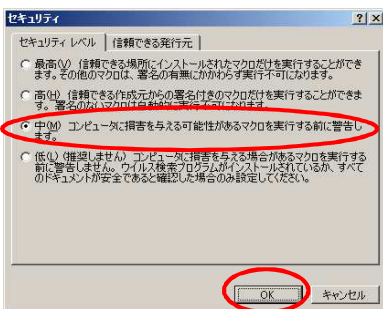 セキュリティ
セキュリティ レベル 信頼できる発行元
最高(V) 信頼できる場所にインストールされたマクロだけを実行することができ
ます。その他のマクロは、署名の有無にかかわらず実行不可になります。
高(H) 信頼できる作成元からの署名付きのマクロだけを実行することができま
す。署名のないマクロは自動的に実行不可になります。
中(M) コンピュータに損害を与える可能性があるマクロを実行する前に警告し
ます。
低(L) (推奨しません) コンピュータに損害を与える場合があるマクロを実行する
前に警告しません。ウイルス検索プログラムがインストールされているか、すべて
のドキュメントが安全であると確認した場合のみ設定してください。
OK キャンセル